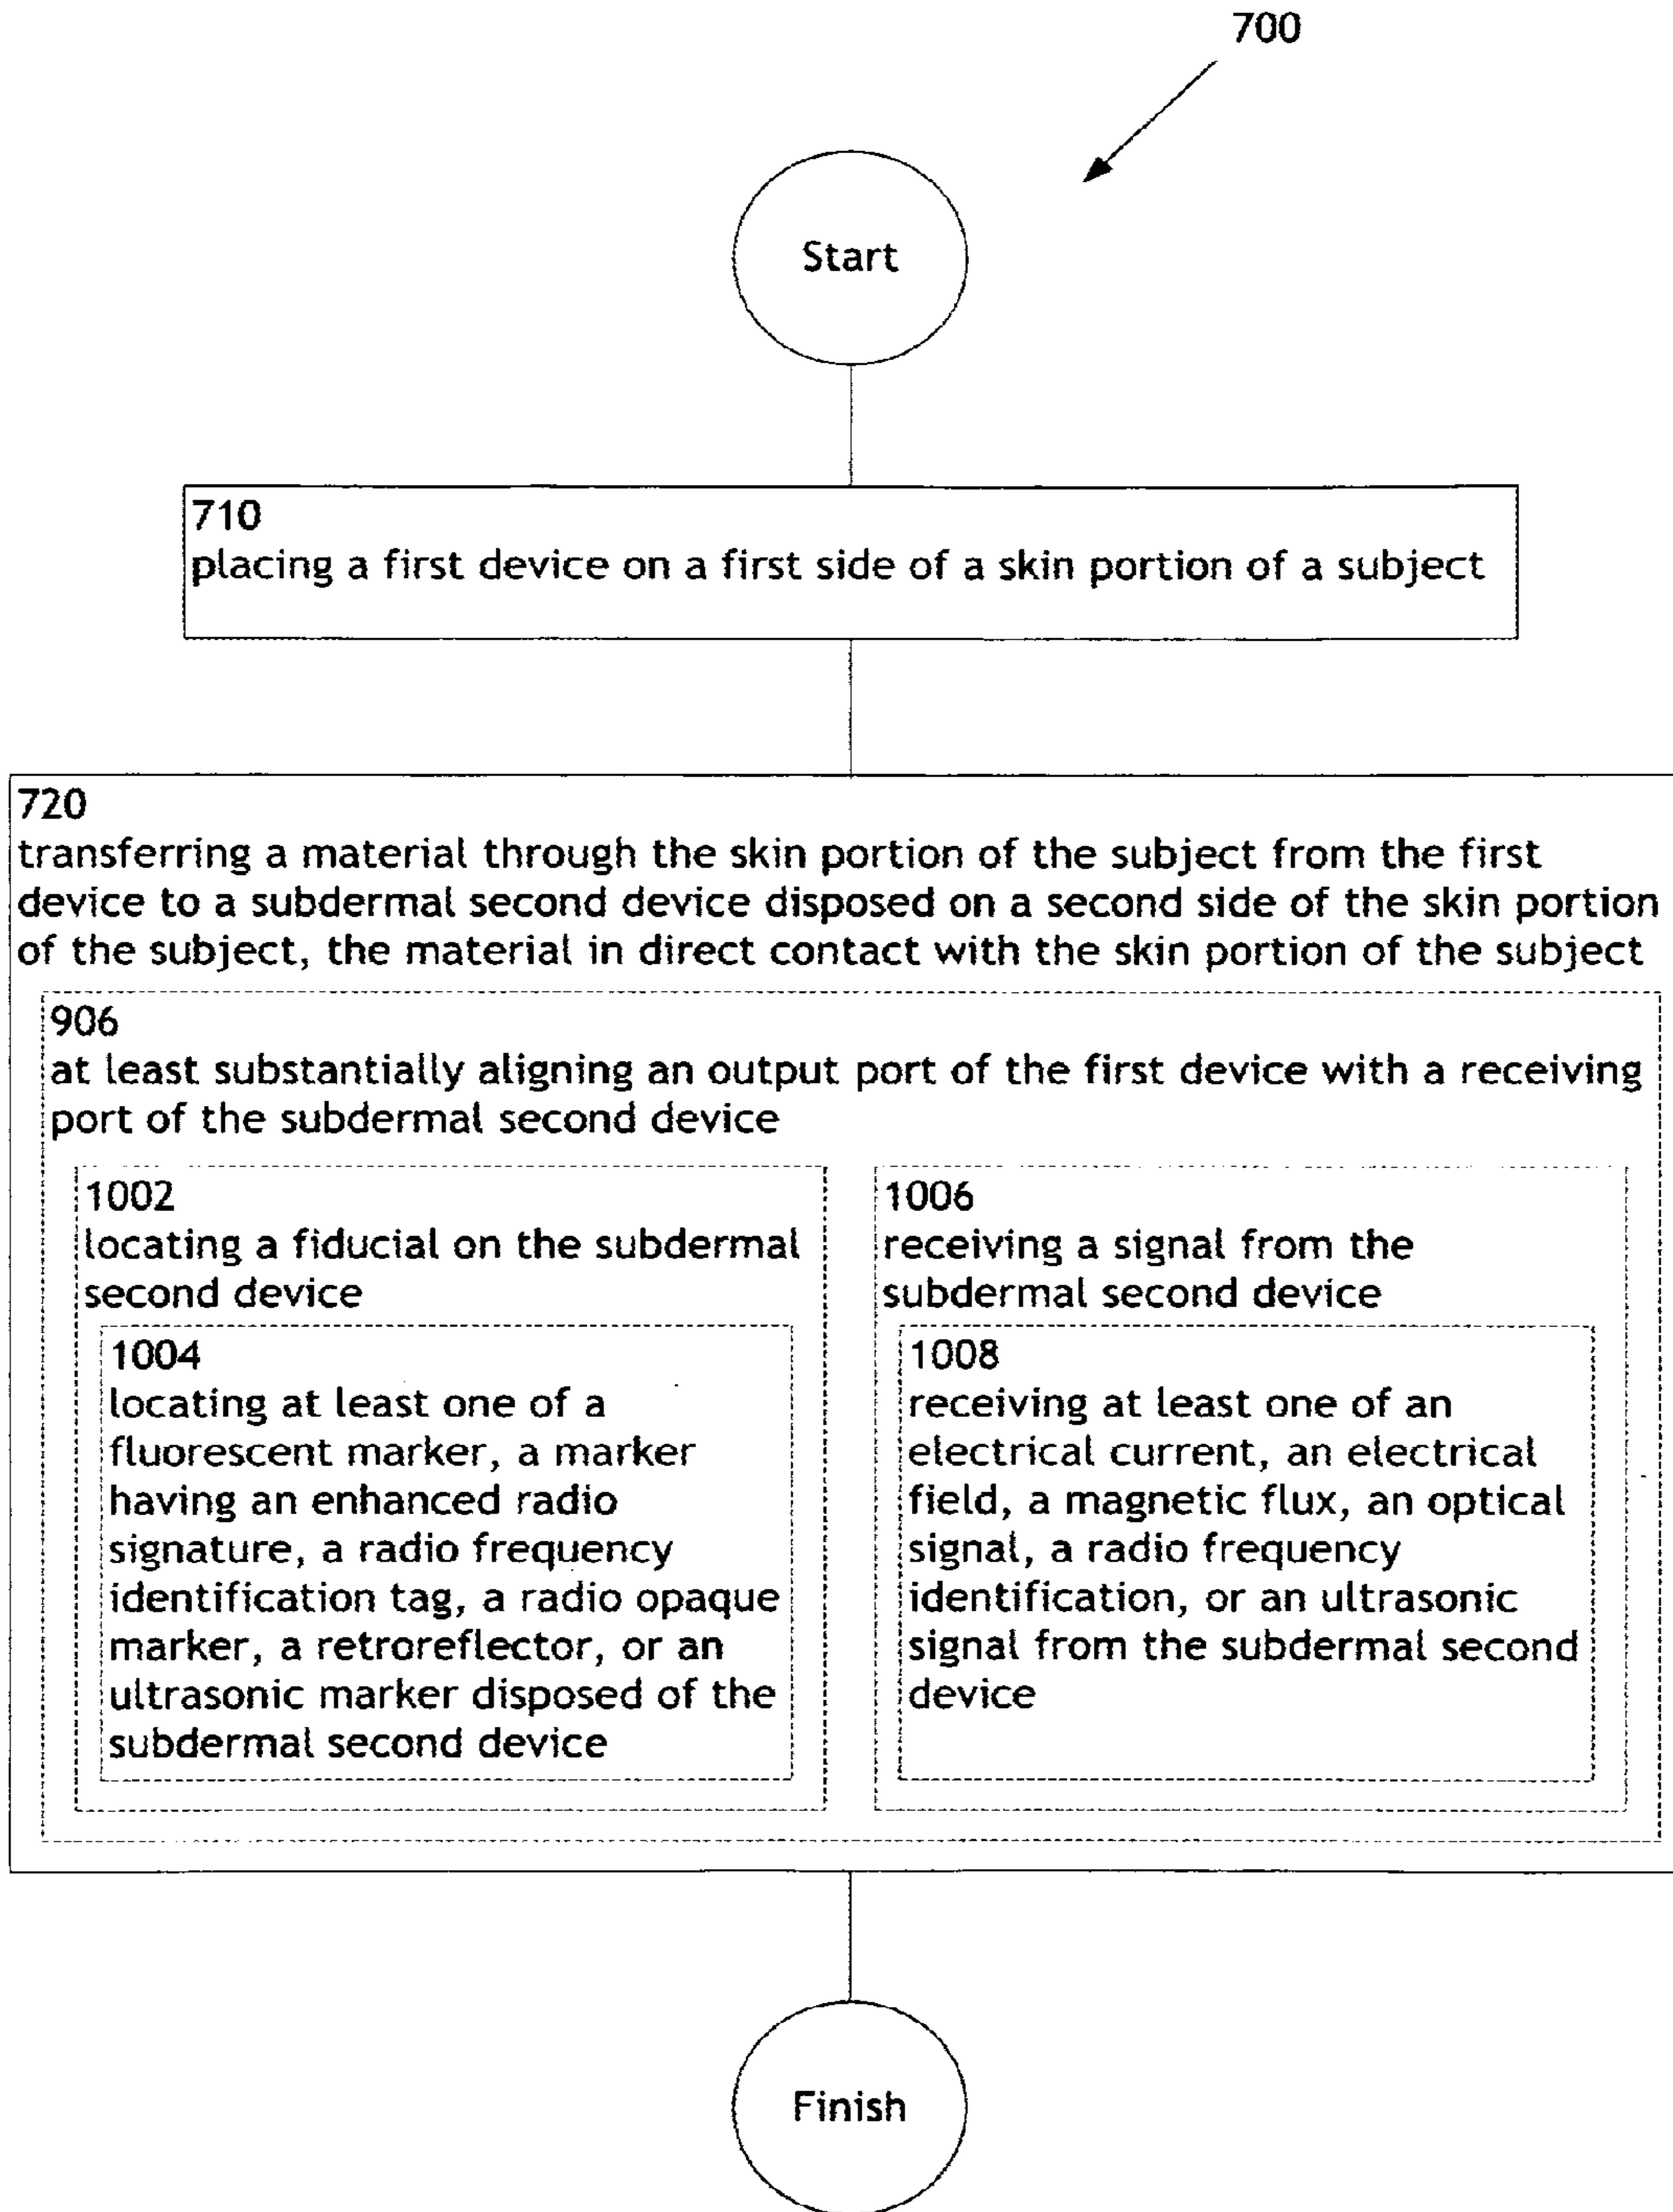 700
Start
710
placing a first device on a first side of a skin portion of a subject
720
transferring a material through the skin portion of the subject from the first
device to a subdermal second device disposed on a second side of the skin portion
of the subject, the material in direct contact with the skin portion of the subject
906
at least substantially aligning an output port of the first device with a receiving
port of the subdermal second device
1002
locating a fiducial on the subdermal
second device
1004
locating at least one of a
fluorescent marker, a marker
having an enhanced radio
signature, a radio frequency
identification tag, a radio opaque
marker, a retroreflector, or an
ultrasonic marker disposed of the
subdermal second device
1006
receiving a signal from the
subdermal second device
1008
receiving at least one of an
electrical current, an electrical
field, a magnetic flux, an optical
signal, a radio frequency
identification, or an ultrasonic
signal from the subdermal second
device
Finish